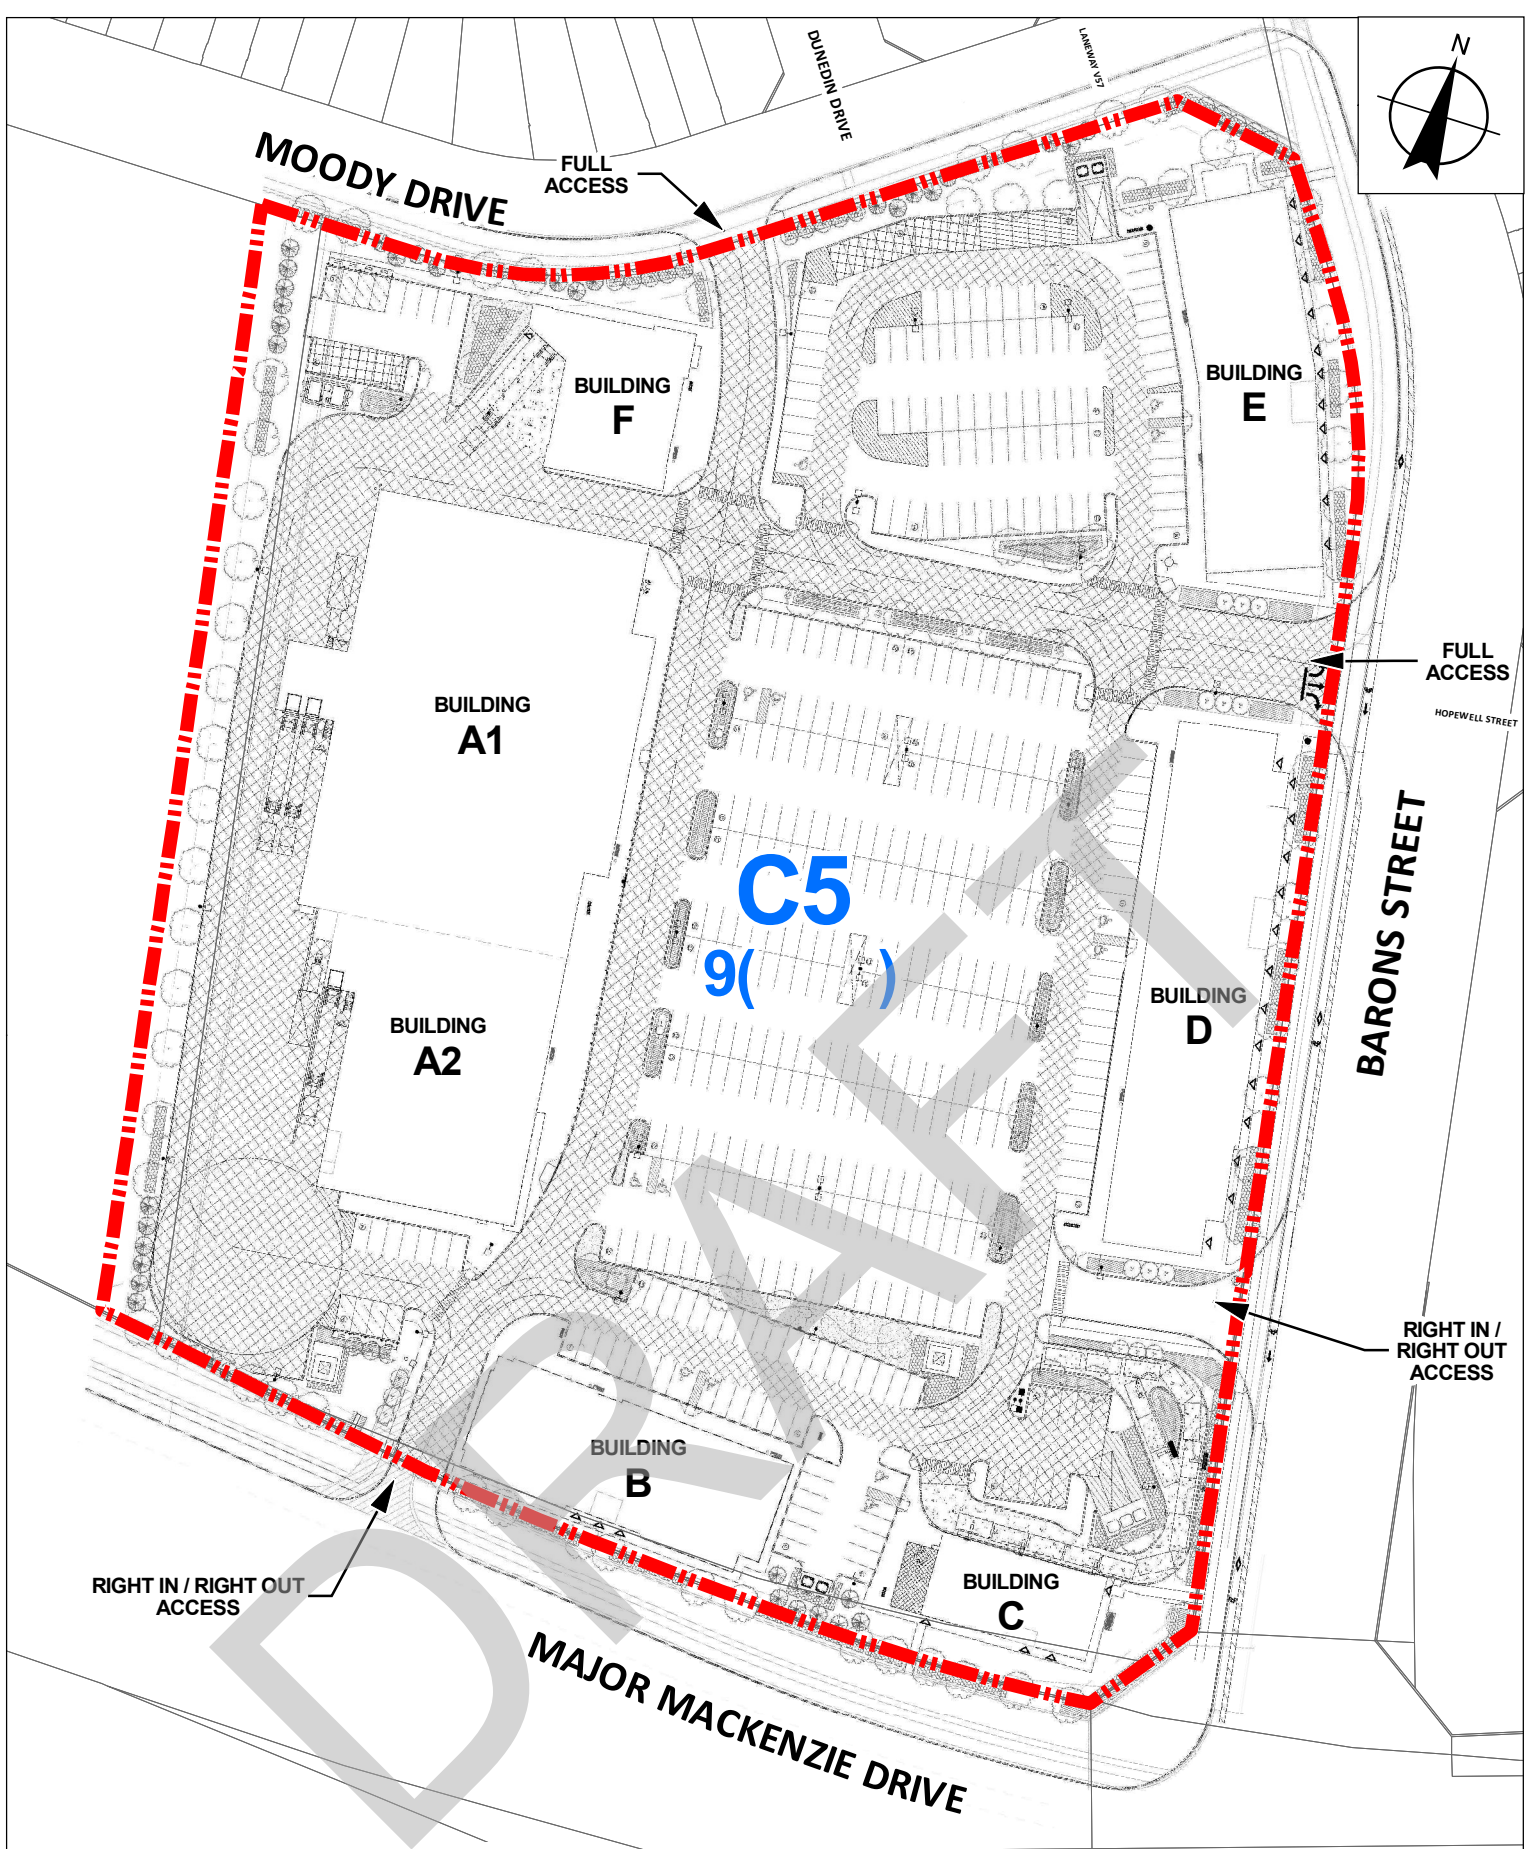 N
DUNEDIN DRIVE
LANEWAY V57
MOODY DRIVE
FULL
ACCESS
BUILDING
F
BUILDING
E
FULL
ACCESS
HOPEWELL STREET
BUILDING
A1
C5
9( )
BARONS STREET
BUILDING
D
BUILDING
A2
RIGHT IN /
RIGHT OUT
ACCESS
BUILDING
B
BUILDING
C
RIGHT IN / RIGHT OUT
ACCESS
MAJOR MACKENZIE DRIVE
DRAFT